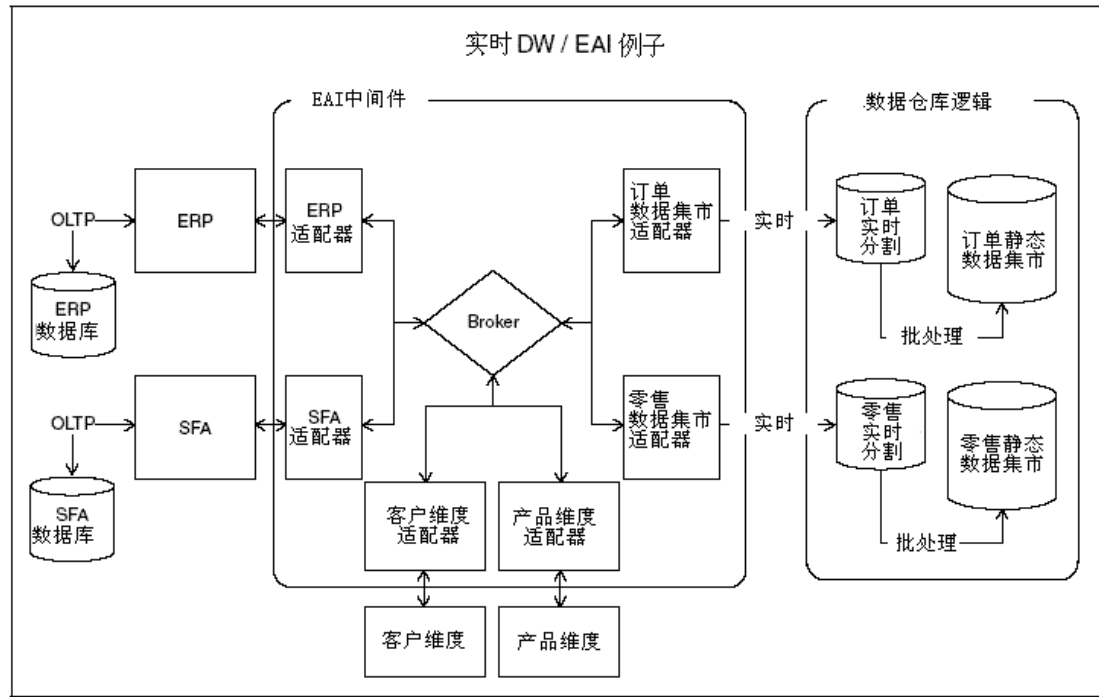 实时 DW / EAI 例子
EAI中间件
数据仓库逻辑
OLTP
ERP
ERP
适配器
订单
数据集市
适配器
实时
订单
实时
分割
订单静态
数据集市
ERP
数据库
Broker
批处理
OLTP
SFA
SFA
适配器
零售
数据集市
适配器
实时
零售
实时
分割
零售静态
数据集市
SFA
数据库
客户维度
适配器
产品维度
适配器
批处理
客户维度
产品维度